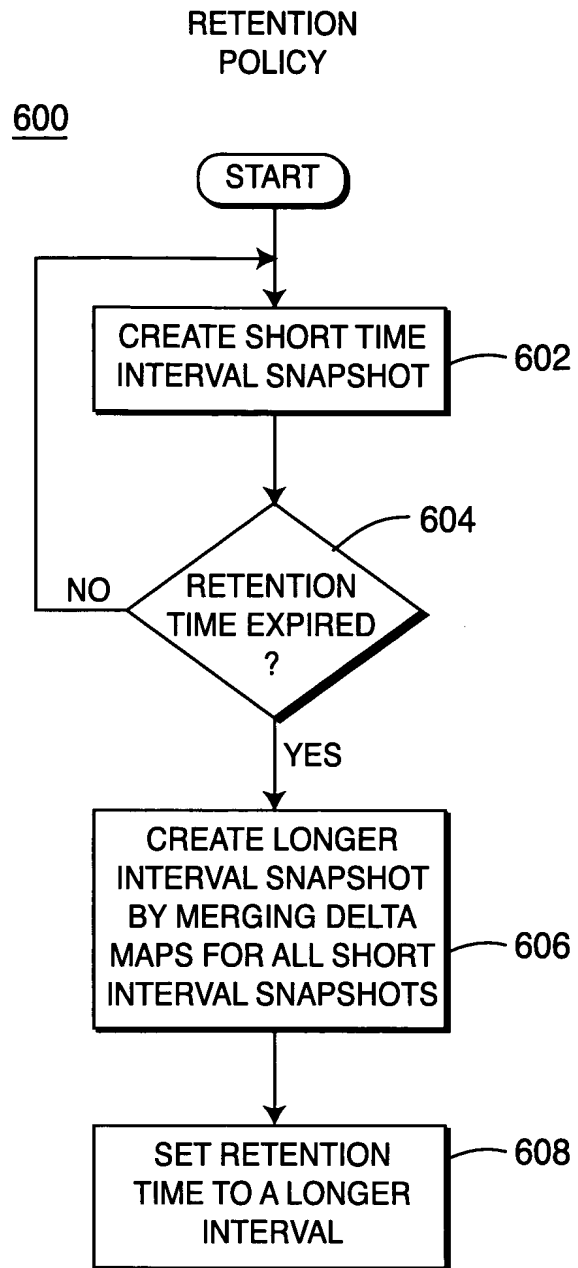 RETENTION
POLICY
600
START
CREATE SHORT TIME
INTERVAL SNAPSHOT
602
604
NO
RETENTION
TIME EXPIRED
?
YES
CREATE LONGER
INTERVAL SNAPSHOT
BY MERGING DELTA
MAPS FOR ALL SHORT
INTERVAL SNAPSHOTS
606
SET RETENTION
TIME TO A LONGER
INTERVAL
608